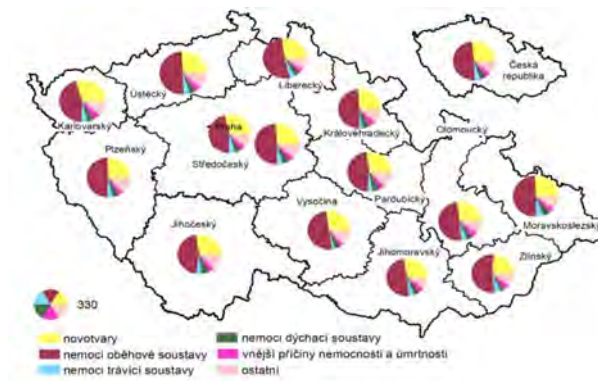 Česká
republika
Ústecký
Liberecký
Karlovarský
Praha
Královéhradecký
Olomoucký
Plzeňský
Středočeský
Pardubický
Vysočina
Moravskoslezský
Jihočeský
Jihomoravský
Zlínský
330
novotvary
nemoci dýchací soustavy
nemoci oběhové soustavy
vnější příčiny nemocnosti a úmrtnosti
nemoci trávicí soustavy
ostatní